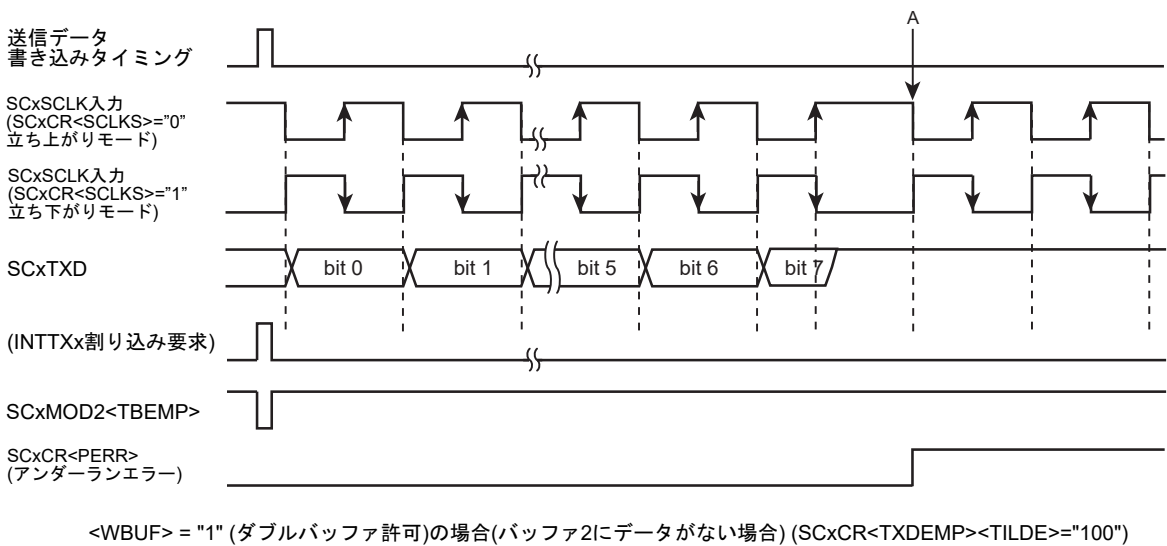 A
送信データ
書き込みタイミング
SCxSCLK入力
(SCxCR<SCLKS>="0"
立ち上がりモード)
SCxSCLK入力
(SCxCR<SCLKS>="1"
立ち下がりモード)
SCxTXD
bit 0
bit 1
bit 5
bit 6
bit 7
(INTTXx割り込み要求)
SCxMOD2<TBEMP>
SCxCR<PERR>
(アンダーランエラー)
<WBUF> = "1" (ダブルバッファ許可)の場合(バッファ2にデータがない場合) (SCxCR<TXDEMP><TILDE>="100")